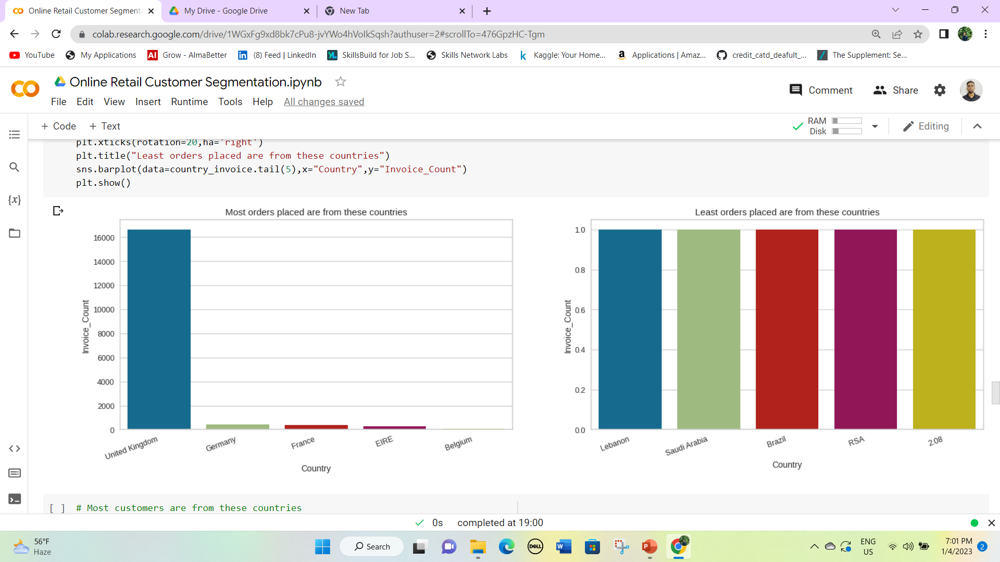 Online Retail Customer Segmenta
My Drive - Google Drive
New Tab
colab.research.google.com/drive/1WGxFg9xd8bk7cPu8-jvYWo4hVoIkSqsh?authuser=2#scrollTo=476GpzHC-Tgm
YouTube
My Applications
AI Grow - AlmaBetter
in (8) Feed | LinkedIn
SkillsBuild for Job S...
Skills Network Labs
k Kaggle: Your Home...
a Applications | Amaz...
credit_catd_deafult_...
The Supplement: Se...
Online Retail Customer Segmentation.ipynb
Comment
Share
File Edit View Insert Runtime Tools Help All changes saved
+ Code + Text
RAM
Disk
Editing
plt.xticks(rotation=20,ha='right')
plt.title("Least orders placed are from these countries")
sns.barplot(data=country_invoice.tail(5),x="Country",y="Invoice_Count")
plt.show()
{x}
Most orders placed are from these countries
16000
14000
12000
10000
8000
6000
4000
2000
0
Invoice_Count
United Kingdom
Germany
France
EIRE
Belgium
Country
Least orders placed are from these countries
1.0
0.8
0.6
0.4
0.2
0.0
Invoice_Count
Lebanon
Saudi Arabia
Brazil
RSA
2.08
Country
[ ] # Most customers are from these countries
0s completed at 19:00
56°F
Haze
Search
DELL
W
P
ENG
US
7:01 PM
1/4/2023
2